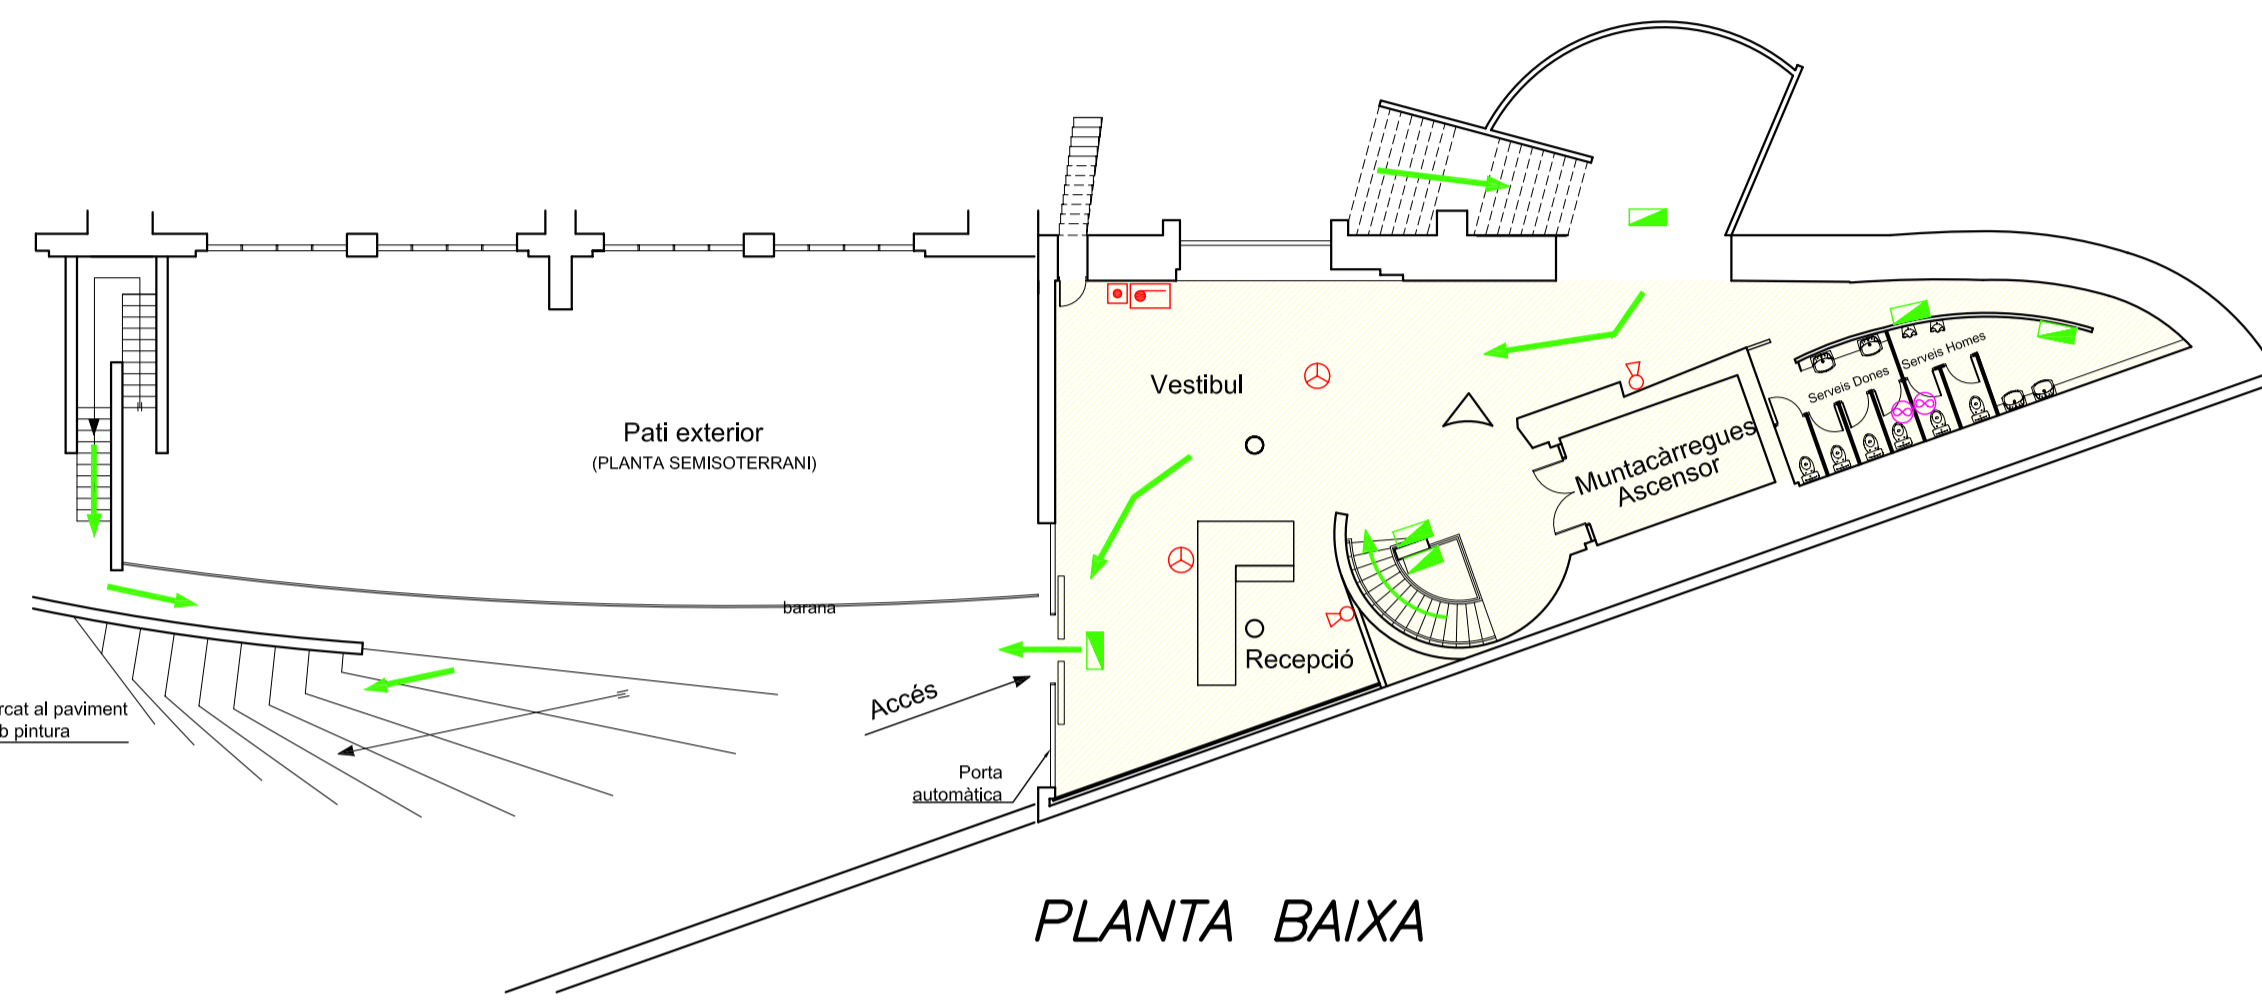 Vestibul
Pati exterior
(PLANTA SEMISOTERRANI)
Serveis Dones
Serveis Homes
Muntacàrregues
Ascensor
barana
Recepció
Accés
rcat al paviment
b pintura
Porta
automàtica
PLANTA BAIXA